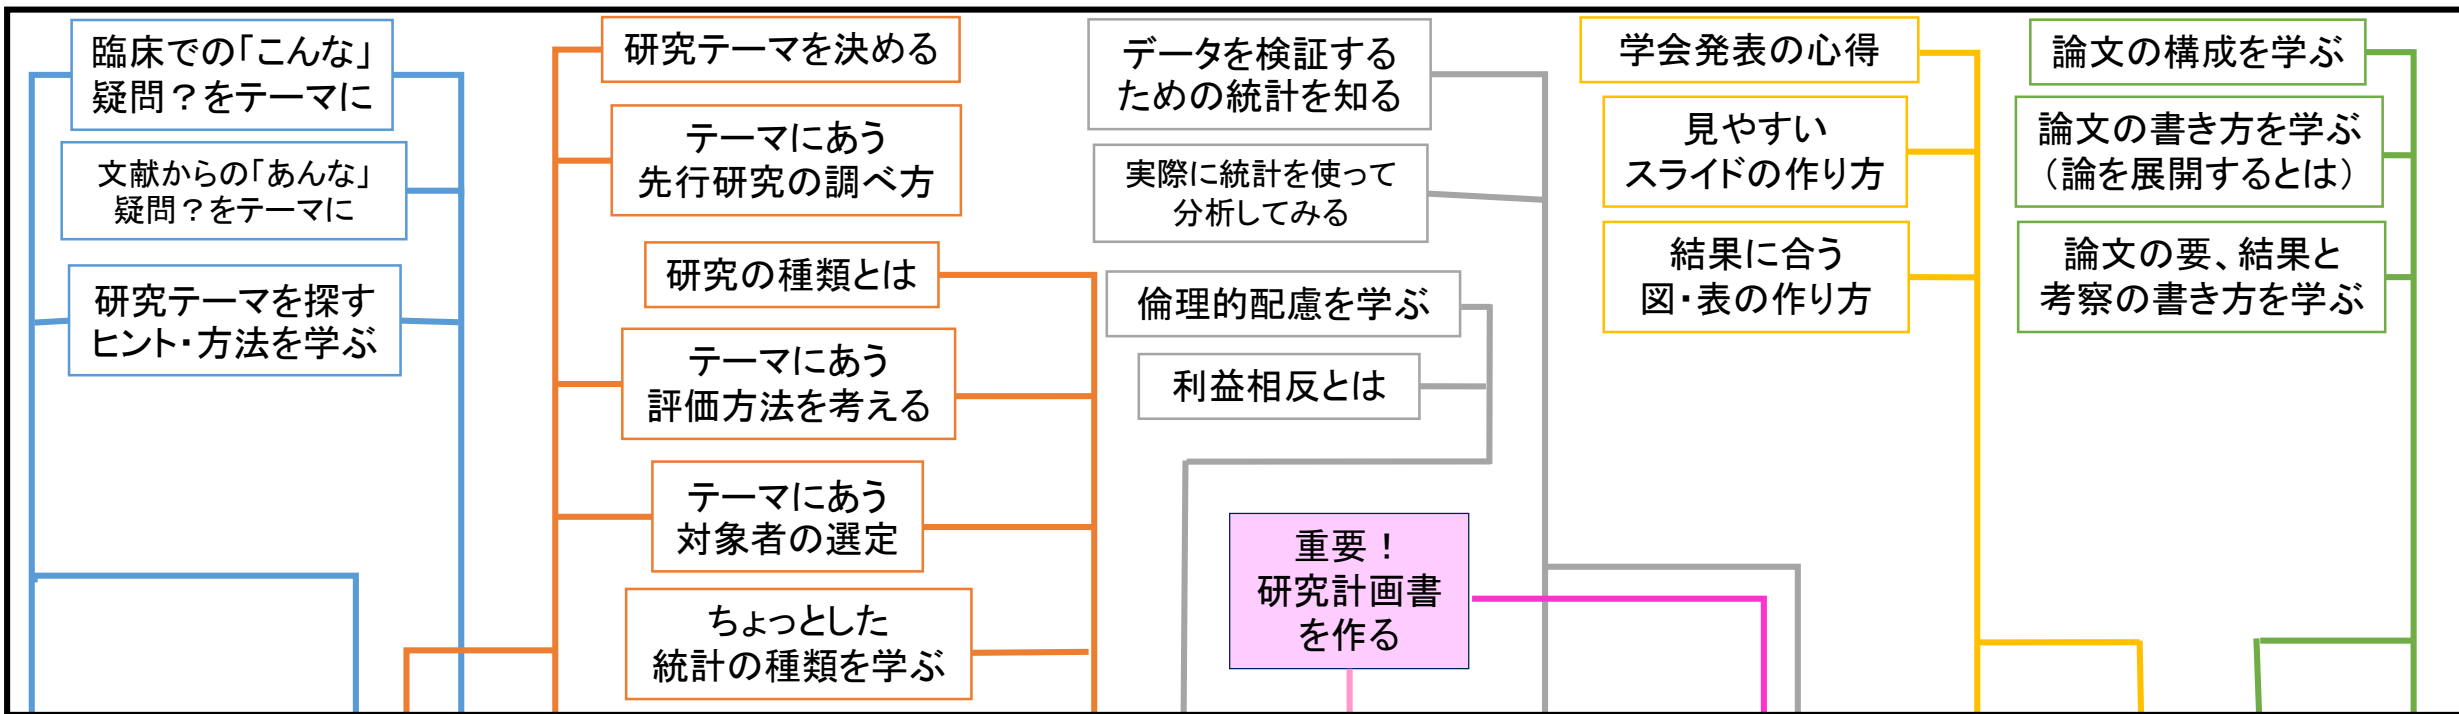 臨床での「こんな」
疑問？をテーマに
文献からの「あんな」
疑問？をテーマに
研究テーマを探す
ヒント・方法を学ぶ
研究テーマを決める
テーマにあう
先行研究の調べ方
研究の種類とは
テーマにあう
評価方法を考える
テーマにあう
対象者の選定
ちょっとした
統計の種類を学ぶ
データを検証する
ための統計を知る
実際に統計を使って
分析してみる
倫理的配慮を学ぶ
利益相反とは
重要！
研究計画書
を作る
学会発表の心得
見やすい
スライドの作り方
結果に合う
図・表の作り方
論文の構成を学ぶ
論文の書き方を学ぶ
（論を展開するとは）
論文の要、結果と
考察の書き方を学ぶ